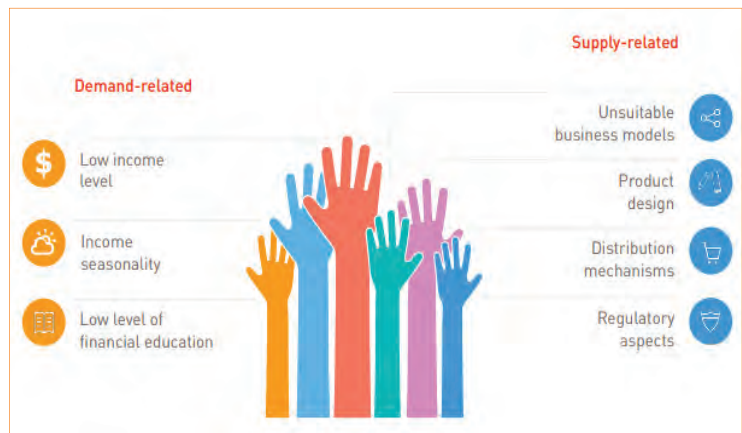 Demand-related
$
Low income
level
Income
seasonality
Low level of
financial education
Supply-related
Unsuitable
business models
Product
design
Distribution
mechanisms
Regulatory
aspects